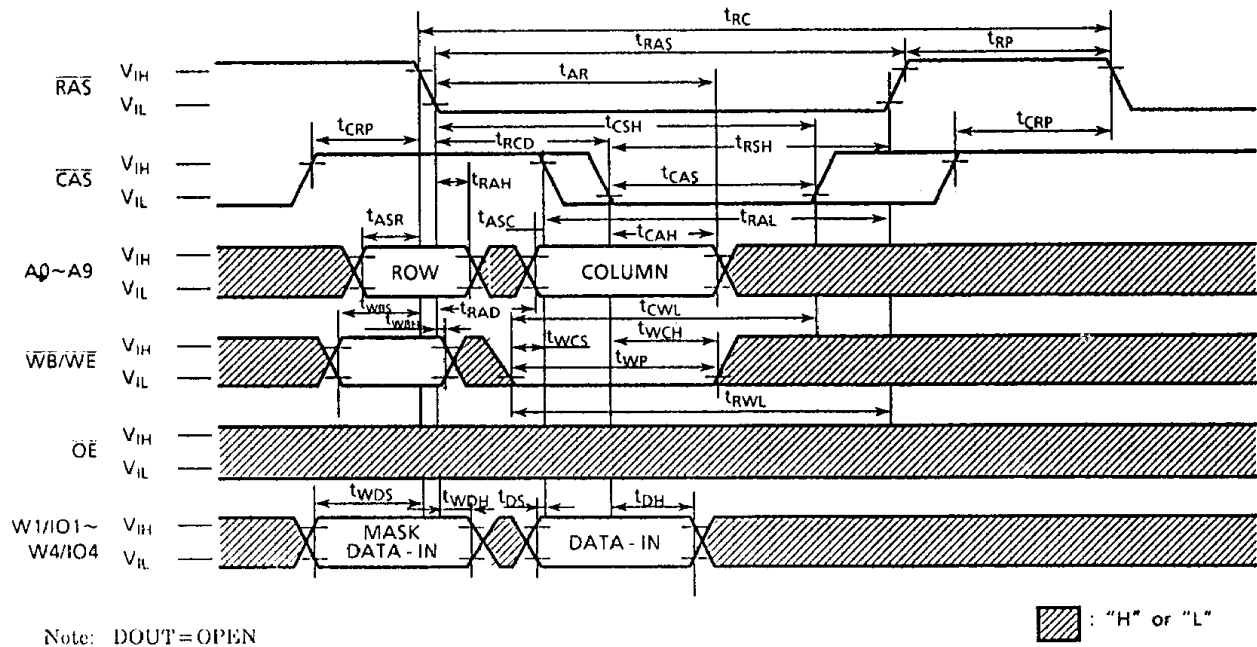 tRC
tRAS
tRP
tAR
RAS
VIH
VIL
tCRP
tCSH
tRCD
tRSH
tCRP
CAS
VIH
VIL
tRAH
tCAS
tASR
tASC
tRAL
tCAH
A0~A9
VIH
VIL
ROW
COLUMN
tWBS
tWBH
tRAD
tCWL
tWCS
tWCH
tWP
WB/WE
VIH
VIL
tRWL
OE
VIH
VIL
tWDS
tWDH
tDS
tDH
W1/IO1~
W4/IO4
VIH
VIL
MASK
DATA-IN
DATA-IN
: "H" or "L"
Note: DOUT=OPEN